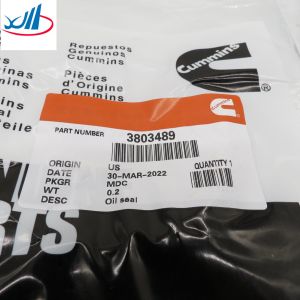 Repuestos
Genuinos
Cummins
Pièces
d'Origine
Cummins
Cummins
PART NUMBER 3803489
ORIGIN US QUANTITY 1
DATE 30-MAR-2022
PKGR MDC
WT 0.2
DESC Oil seal